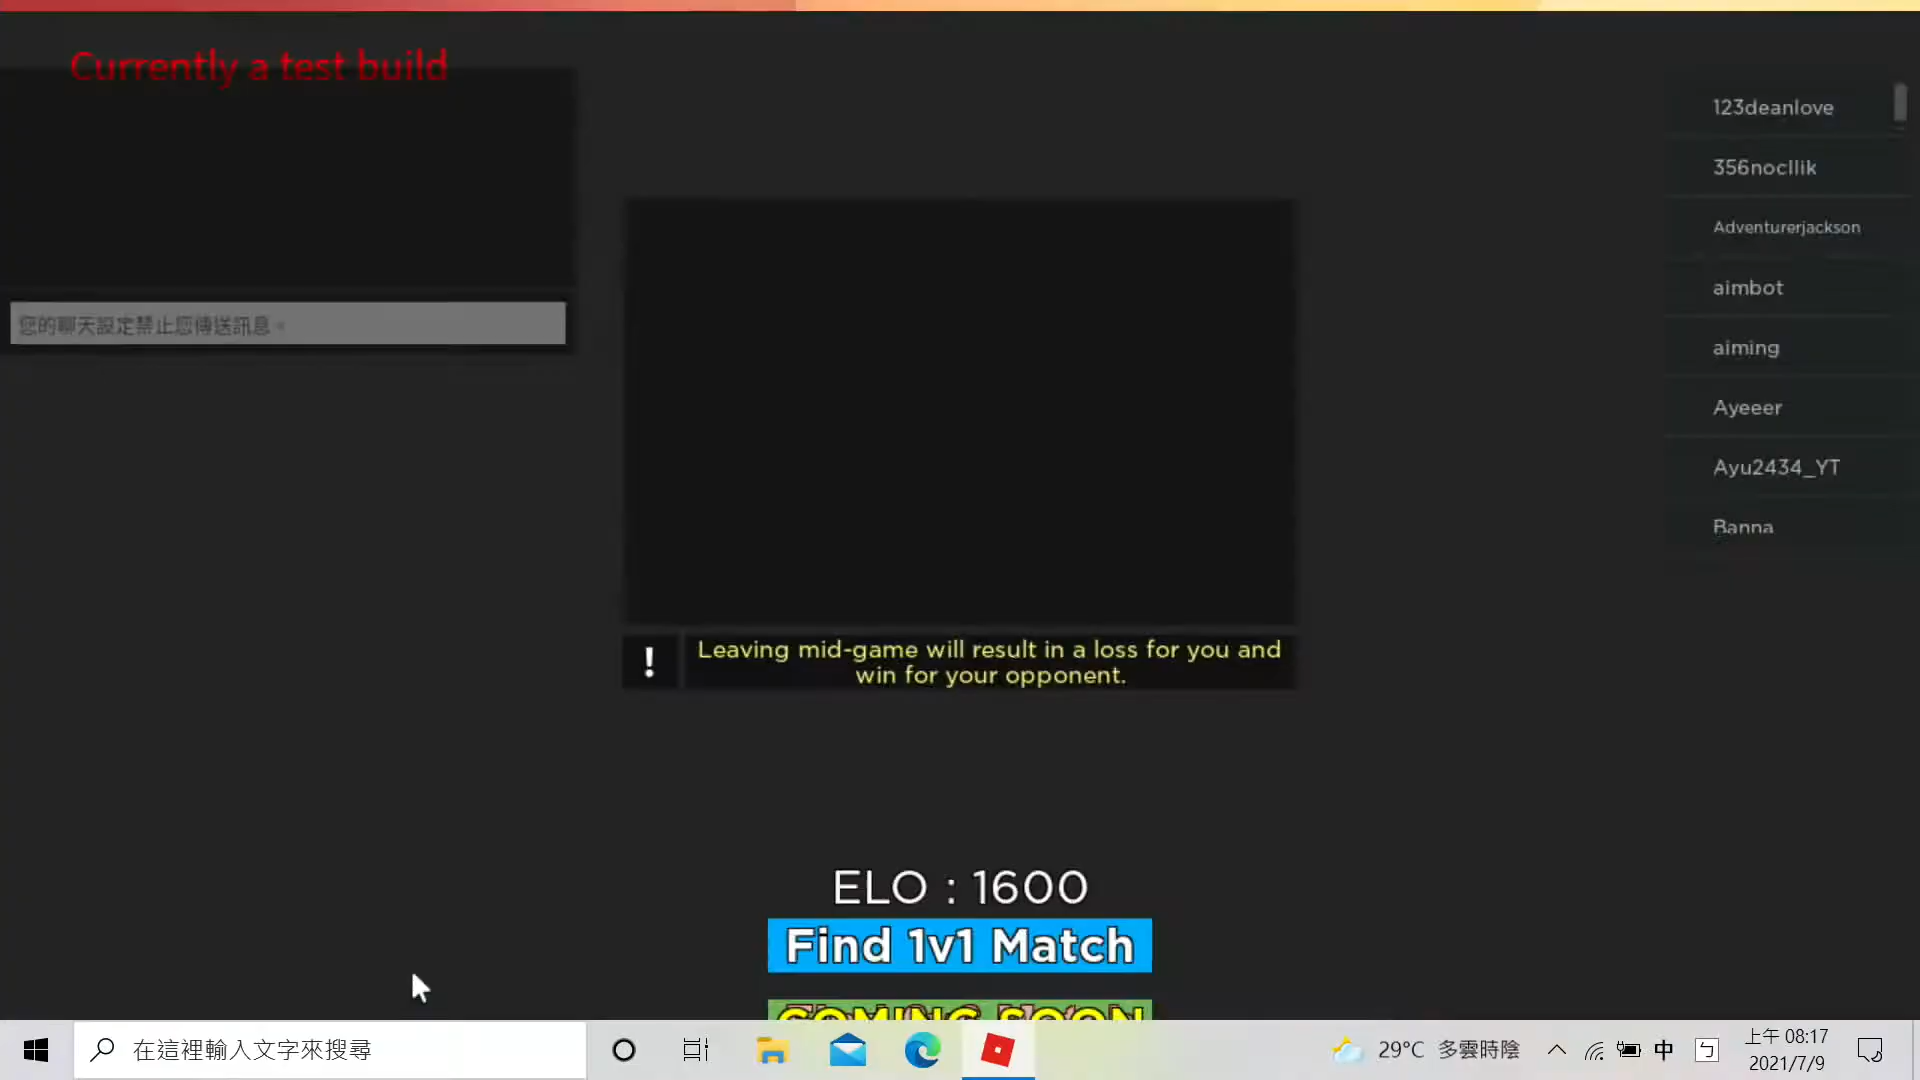 Currently a test build
您的聊天設定禁止您傳送訊息。
123deanlove
356nocllik
Adventurerjackson
aimbot
aiming
Ayeeer
Ayu2434_YT
Banna
!
Leaving mid-game will result in a loss for you and
win for your opponent.
ELO : 1600
Find 1v1 Match
COMING SOON
在這裡輸入文字來搜尋
29°C 多雲時陰
中
ㄅ
上午 08:17
2021/7/9